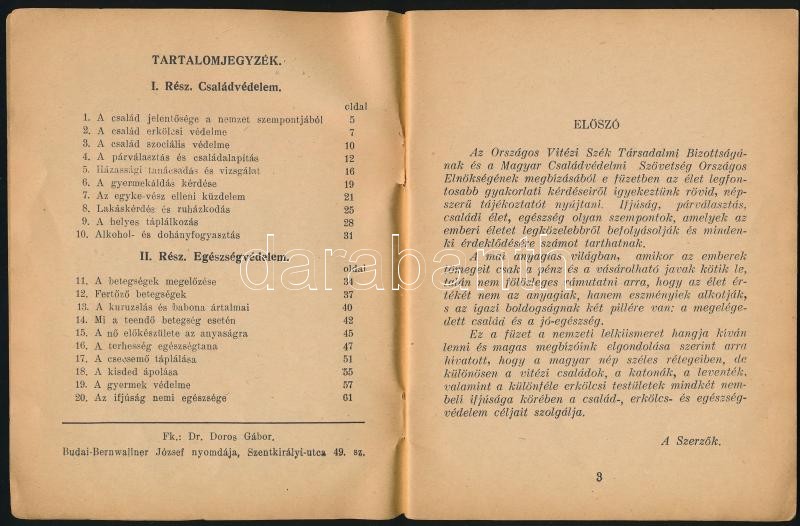 TARTALOMJEGYZÉK.
I. Rész. Családvédelem.
oldal
1. A család jelentősége a nemzet szempontjából 5
2. A család erkölcsi védelme 7
3. A család szociális védelme 10
4. A párválasztás és családalapítás 12
5. Házassági tanácsadás és vizsgálat 16
6. A gyermekáldás kérdése 19
7. Az egyke-vész elleni küzdelem 21
8. Lakáskérdés és ruházkodás 25
9. A helyes táplálkozás 28
10. Alkohol- és dohányfogyasztás 31
II. Rész. Egészségvédelem.
oldal
11. A betegségek megelőzése 34
12. Fertőző betegségek 37
13. A kuruzslás és babona ártalmai 40
14. Mi a teendő betegség esetén 42
15. A nő előkészülete az anyaságra 45
16. A terhesség egészségtana 47
17. A csecsemő táplálása 51
18. A kisded ápolása 55
19. A gyermek védelme 57
20. Az ifjúság nemi egészsége 61
Fk.: Dr. Doros Gábor.
Budai-Bernwallner József nyomdája, Szentkirályi-utca 49. sz.
ELŐSZÓ
Az Országos Vitézi Szék Társadalmi Bizottságá-
nak és a Magyar Családvédelmi Szövetség Országos
Elnökségének megbízásából e füzetben az élet legfon-
tosabb gyakorlati kérdéseiről igyekeztünk rövid, nép-
szerű tájékoztatót nyujtani. Ifjúság, párválasztás,
családi élet, egészség olyan szempontok, amelyek az
emberi életet legközelebbről befolyásolják és minden-
ki érdeklődésére számot tarthatnak.
A mai anyagias világban, amikor az emberek
tömegeit csak a pénz és a vásárolható javak kötik le,
talán nem fölösleges rámutatni arra, hogy az élet ér-
tékét nem az anyagiak, hanem eszményiek alkotják,
s az igazi boldogságnak két pillére van: a megelége-
dett család és a jó-egészség.
Ez a füzet a nemzeti lelkiismeret hangja kíván
lenni és magas megbízóink elgondolása szerint arra
hivatott, hogy a magyar nép széles rétegeiben, de
különösen a vitézi családok, a katonák, a leventék,
valamint a különféle erkölcsi testületek mindkét nem-
beli ifjúsága körében a család-, erkölcs- és egészség-
védelem céljait szolgálja.
A Szerzők.
3
darabanth